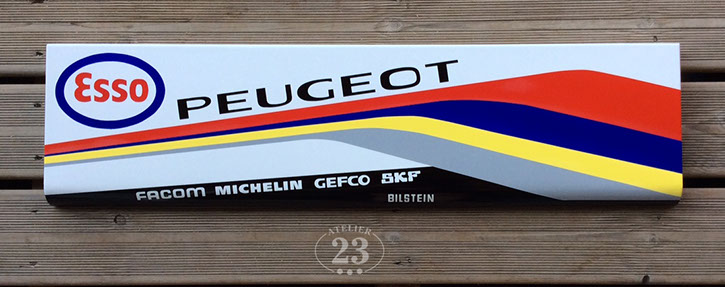 Esso
PEUGEOT
FACOM MICHELIN GEFCO SKF
BILSTEIN
ATELIER
23